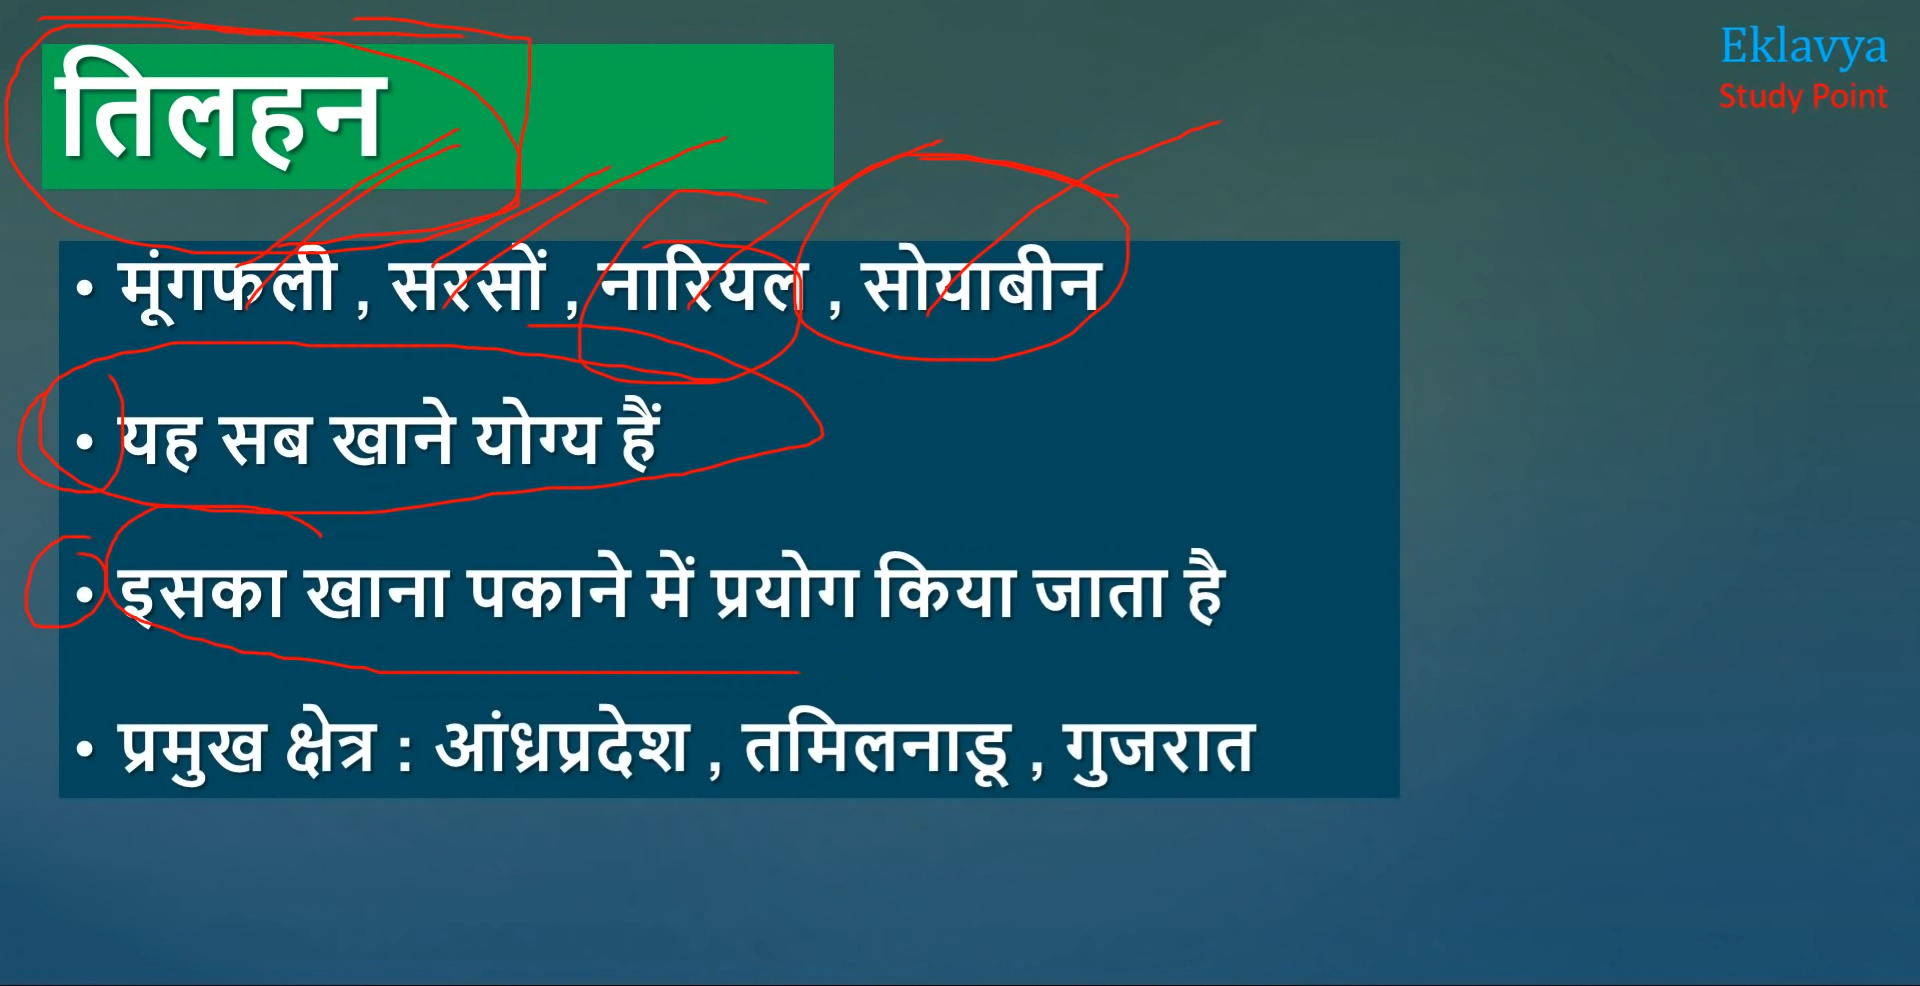 Eklavya
Study Point
तिलहन
• मूंगफली , सरसों , नारियल , सोयाबीन
• यह सब खाने योग्य हैं
• इसका खाना पकाने में प्रयोग किया जाता है
• प्रमुख क्षेत्र : आंध्रप्रदेश , तमिलनाडू , गुजरात